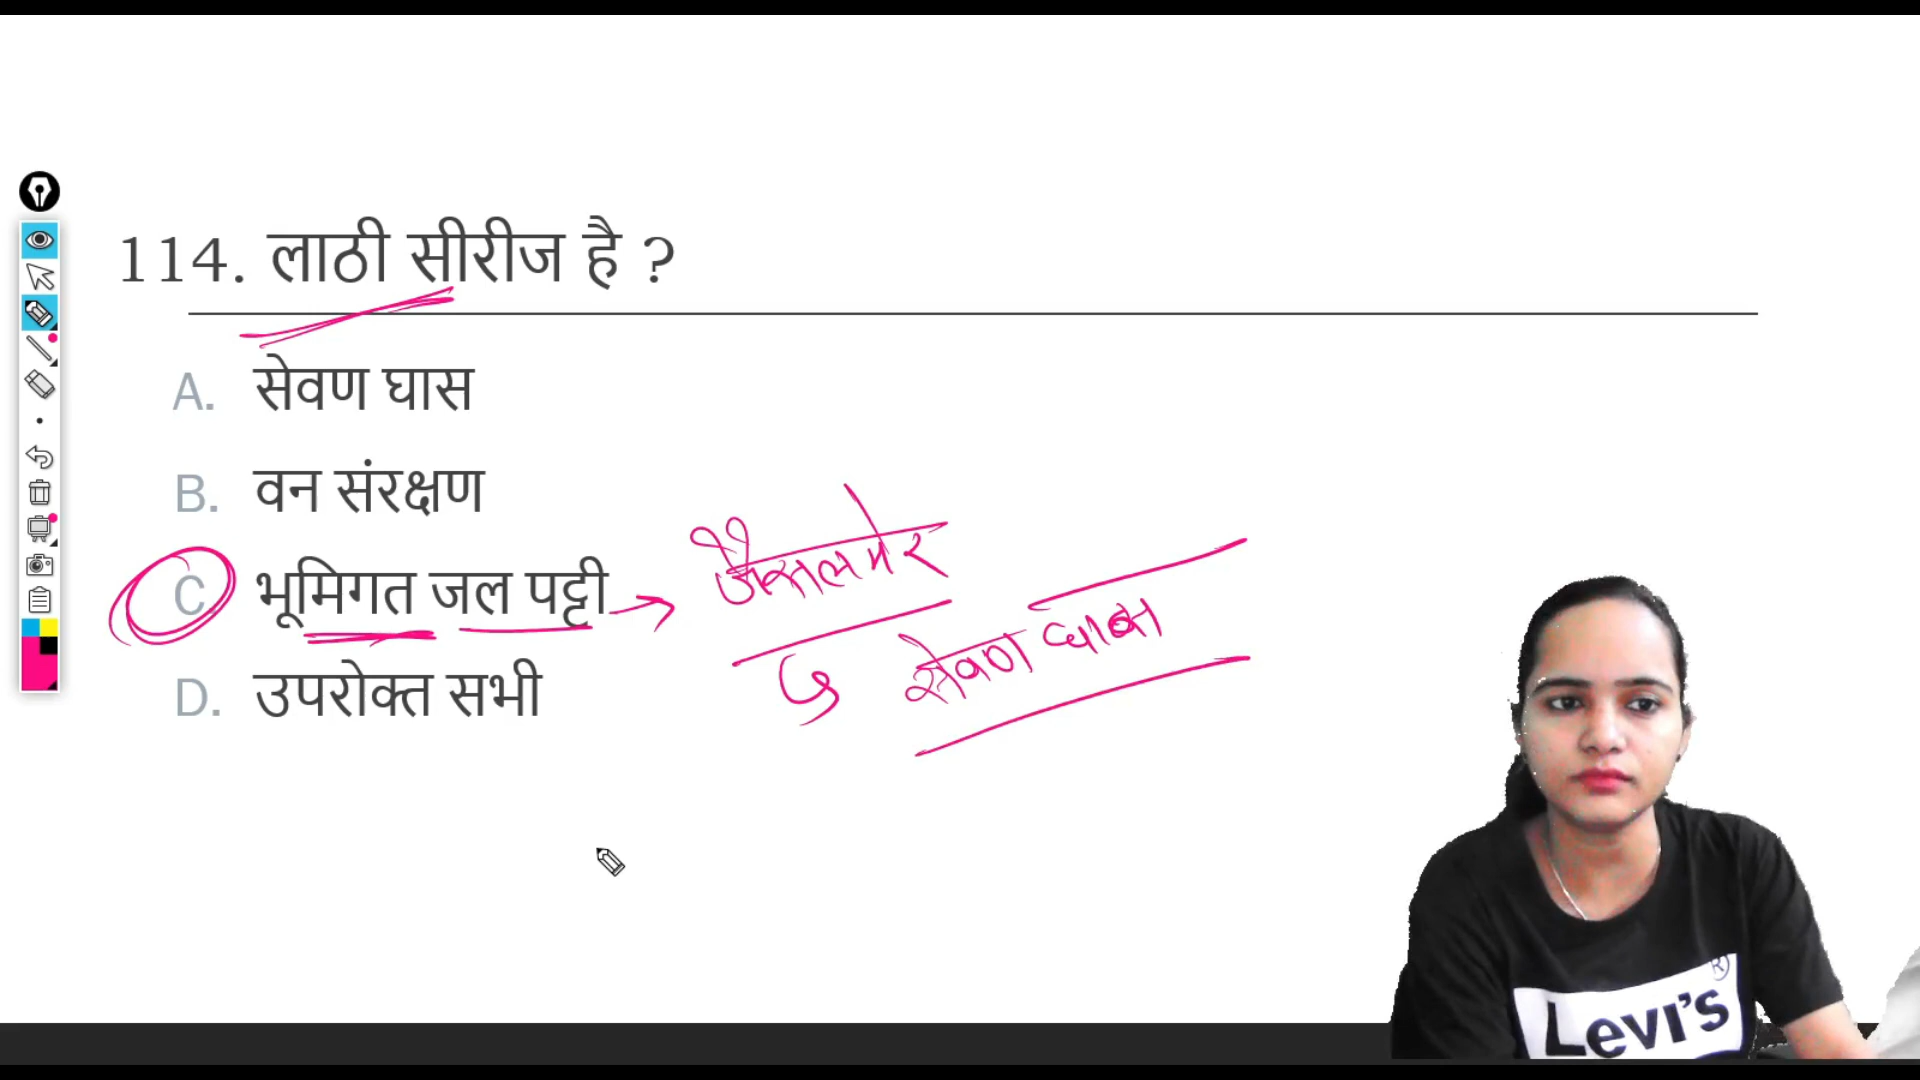 114. लाठी सीरीज है ?
A. सेवण घास
B. वन संरक्षण
C. भूमिगत जल पट्टी
D. उपरोक्त सभी
जैसलमेर
सेवण घास
Levi's ®